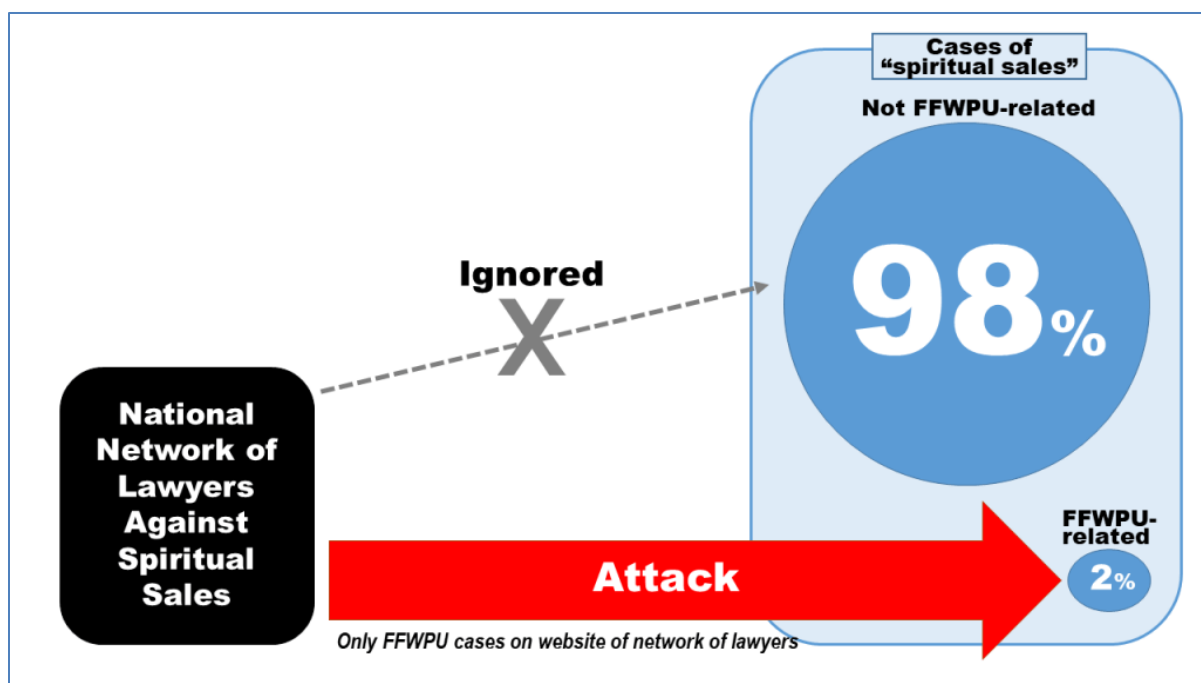 Cases of
“spiritual sales”
Not FFWPU-related
98%
Ignored
X
National
Network of
Lawyers
Against
Spiritual
Sales
Attack
FFWPU-
related
2%
Only FFWPU cases on website of network of lawyers